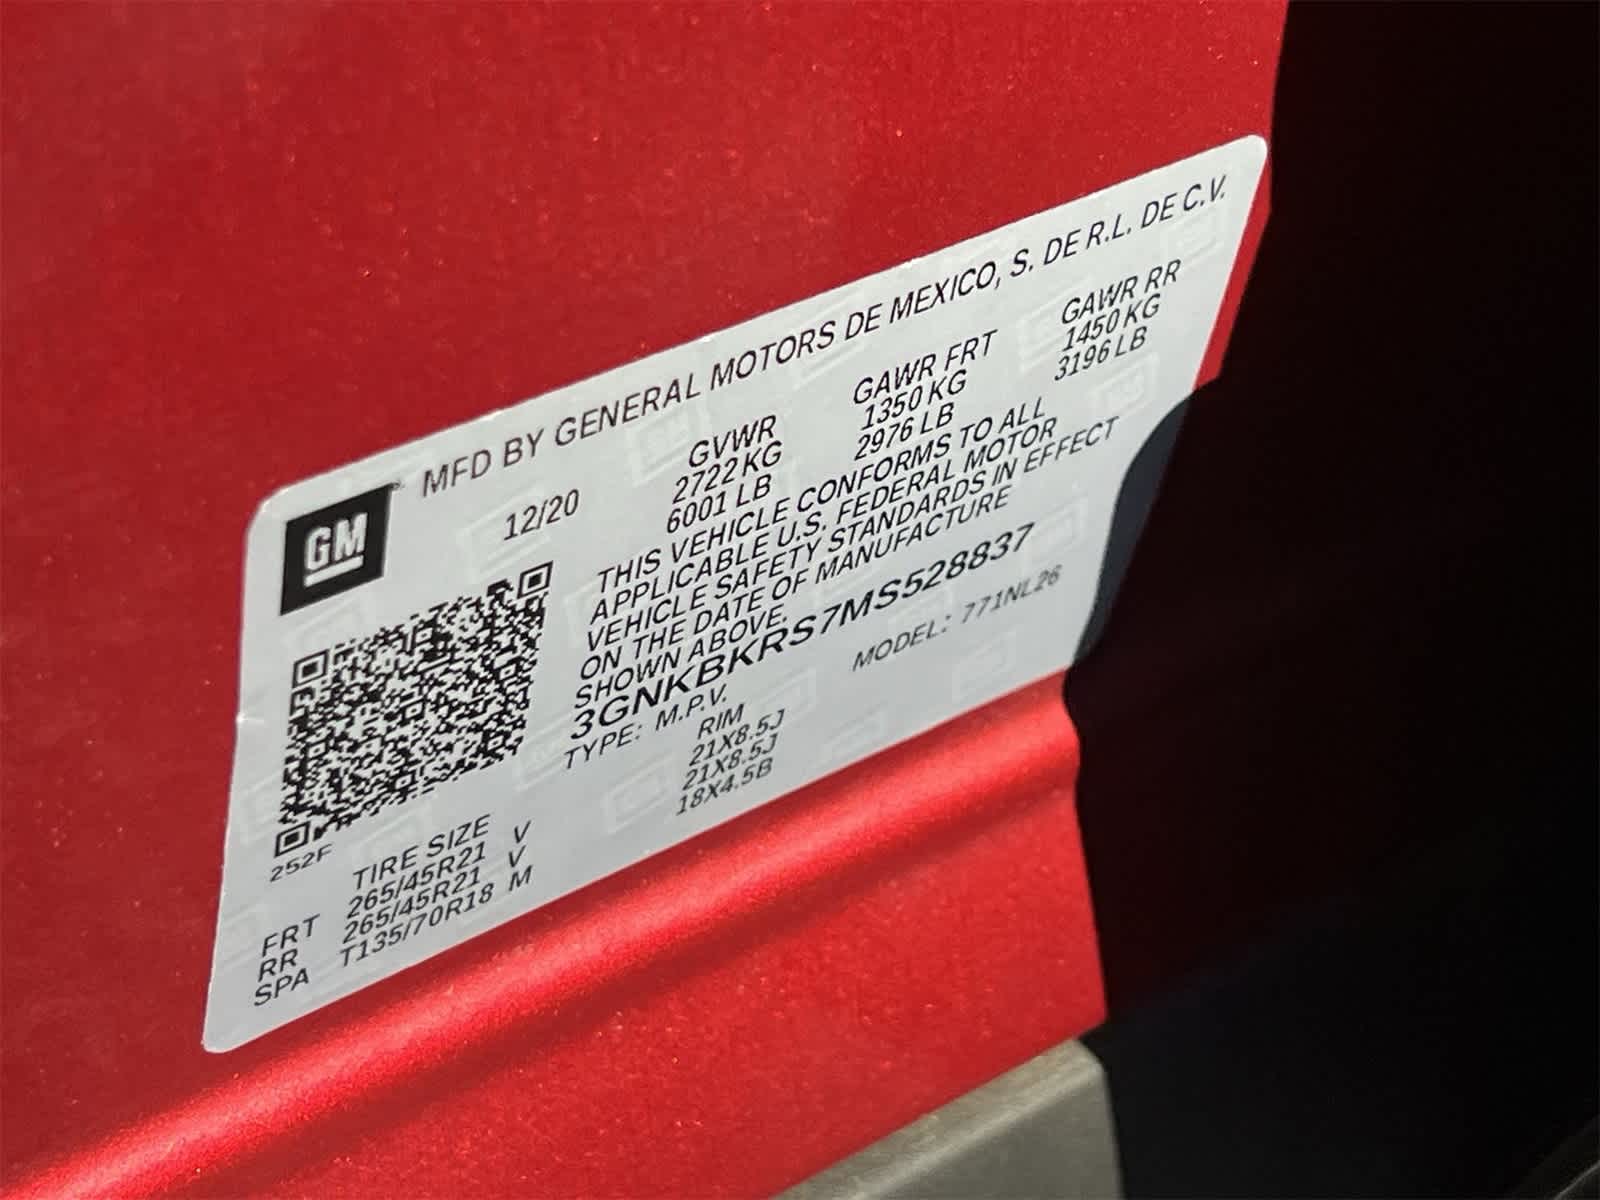 GM
MFD BY GENERAL MOTORS DE MEXICO, S. DE R.L. DE C.V.
12/20
GVWR GAWR FRT GAWR RR
2722 KG 1350 KG 1450 KG
6001 LB 2976 LB 3196 LB
THIS VEHICLE CONFORMS TO ALL
APPLICABLE U.S. FEDERAL MOTOR
VEHICLE SAFETY STANDARDS IN EFFECT
ON THE DATE OF MANUFACTURE
SHOWN ABOVE.
3GNKBKRS7MS528837
TYPE: M.P.V. MODEL: 771NL26
252F
TIRE SIZE RIM
FRT 265/45R21 V 21X8.5J
RR 265/45R21 V 21X8.5J
SPA T135/70R18 M 18X4.5B